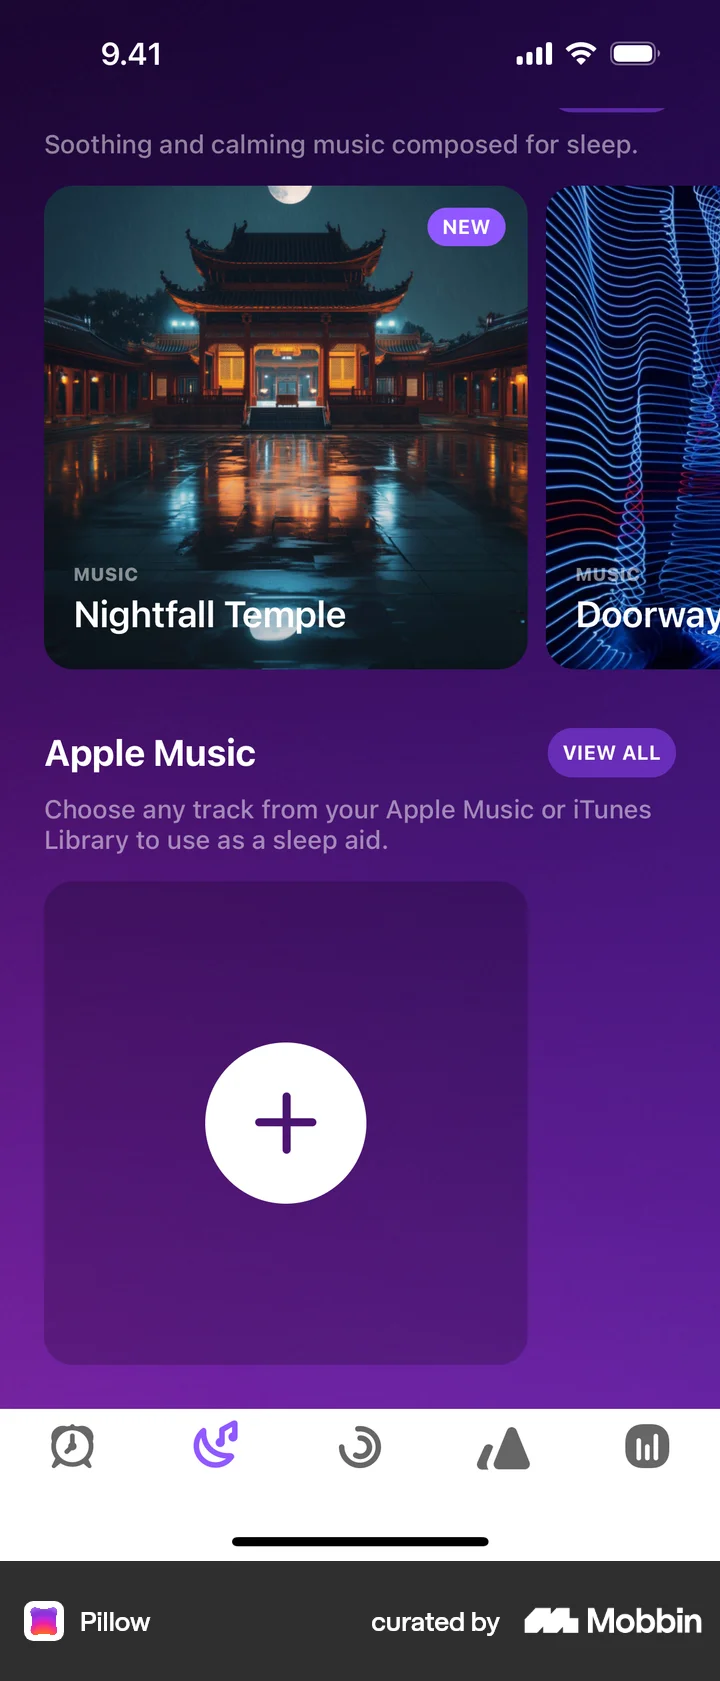 9.41
Soothing and calming music composed for sleep.
NEW
MUSIC
Nightfall Temple
MUSIC
Doorway
Apple Music
VIEW ALL
Choose any track from your Apple Music or iTunes
Library to use as a sleep aid.
Pillow
curated by
Mobbin